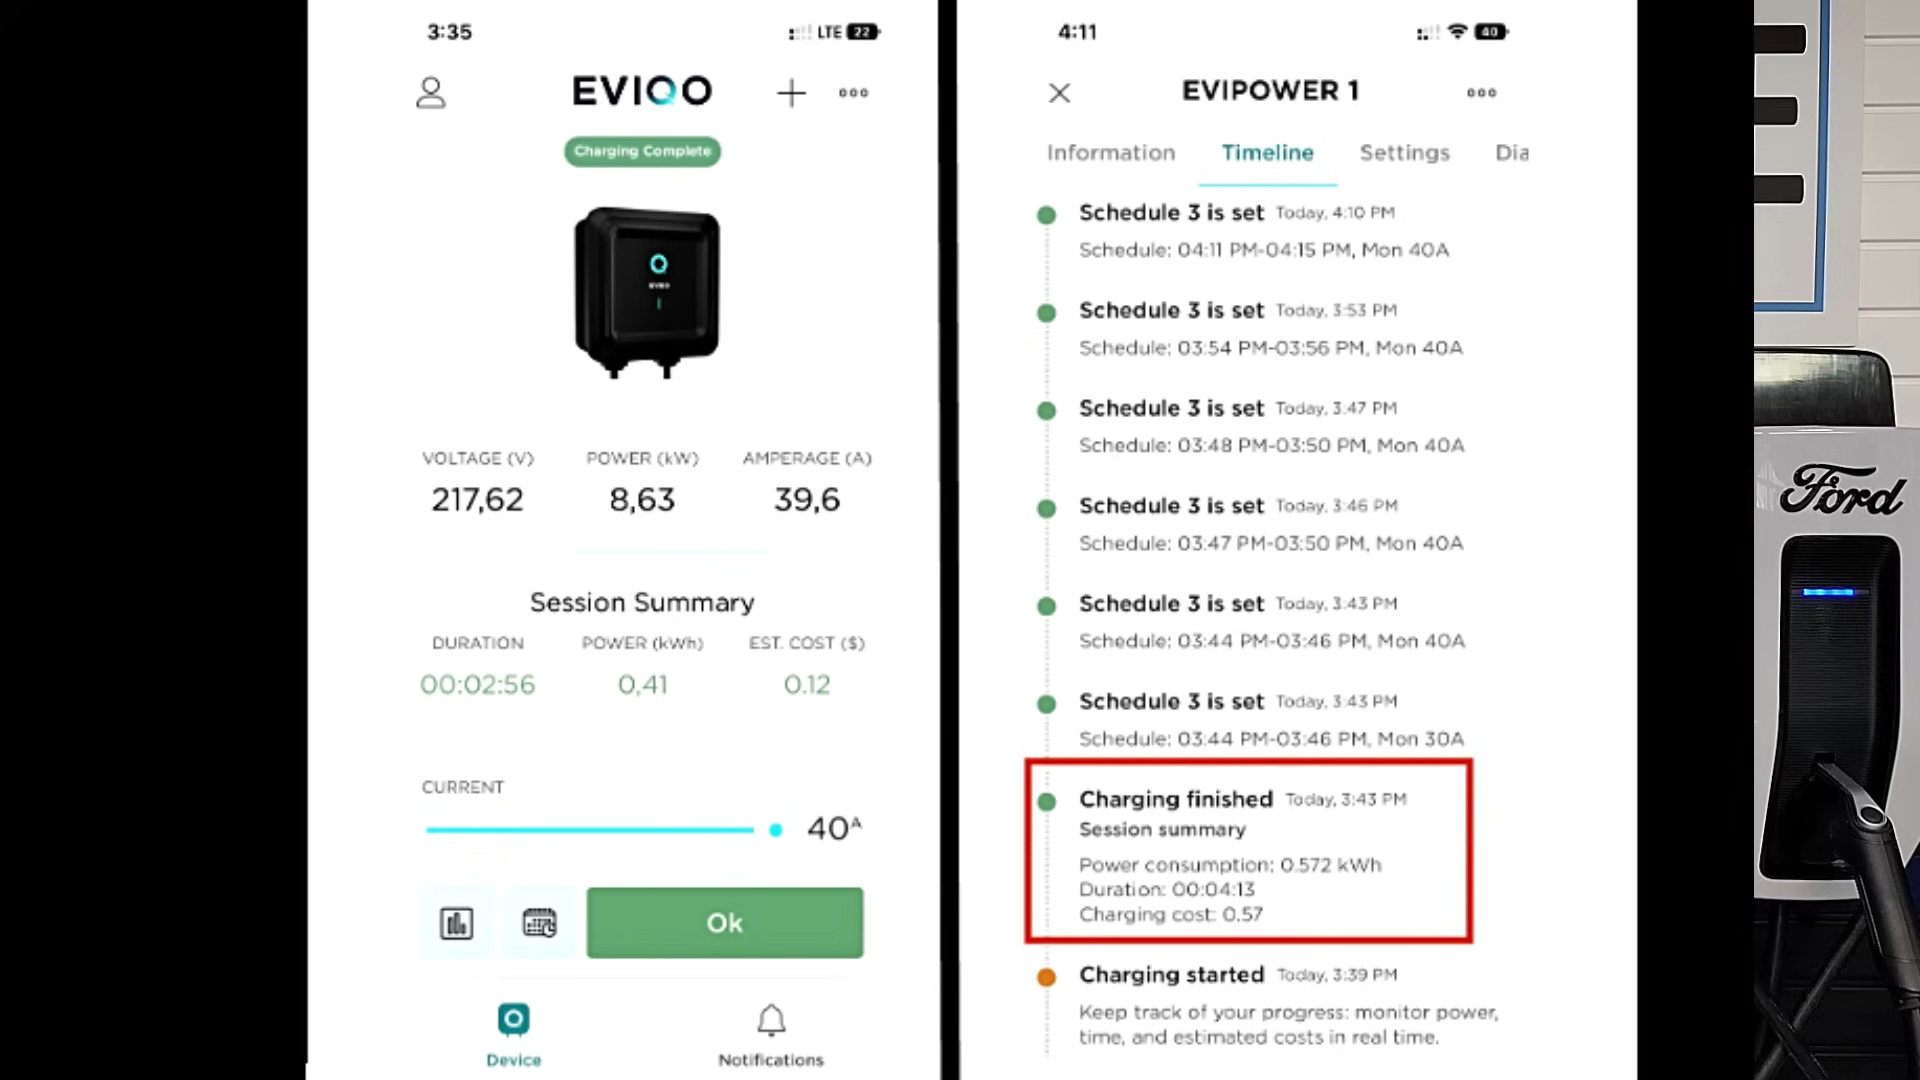 3:35
LTE 22
EVIQO
Charging Complete
EVIQO
VOLTAGE (V) POWER (kW) AMPERAGE (A)
217,62 8,63 39,6
Session Summary
DURATION POWER (kWh) EST. COST ($)
00:02:56 0,41 0.12
CURRENT
40A
Ok
Device Notifications
4:11
40
EVIPOWER 1
Information Timeline Settings Dia
Schedule 3 is set Today, 4:10 PM
Schedule: 04:11 PM-04:15 PM, Mon 40A
Schedule 3 is set Today, 3:53 PM
Schedule: 03:54 PM-03:56 PM, Mon 40A
Schedule 3 is set Today, 3:47 PM
Schedule: 03:48 PM-03:50 PM, Mon 40A
Schedule 3 is set Today, 3:46 PM
Schedule: 03:47 PM-03:50 PM, Mon 40A
Schedule 3 is set Today, 3:43 PM
Schedule: 03:44 PM-03:46 PM, Mon 40A
Schedule 3 is set Today, 3:43 PM
Schedule: 03:44 PM-03:46 PM, Mon 30A
Charging finished Today, 3:43 PM
Session summary
Power consumption: 0.572 kWh
Duration: 00:04:13
Charging cost: 0.57
Charging started Today, 3:39 PM
Keep track of your progress: monitor power,
time, and estimated costs in real time.
Ford